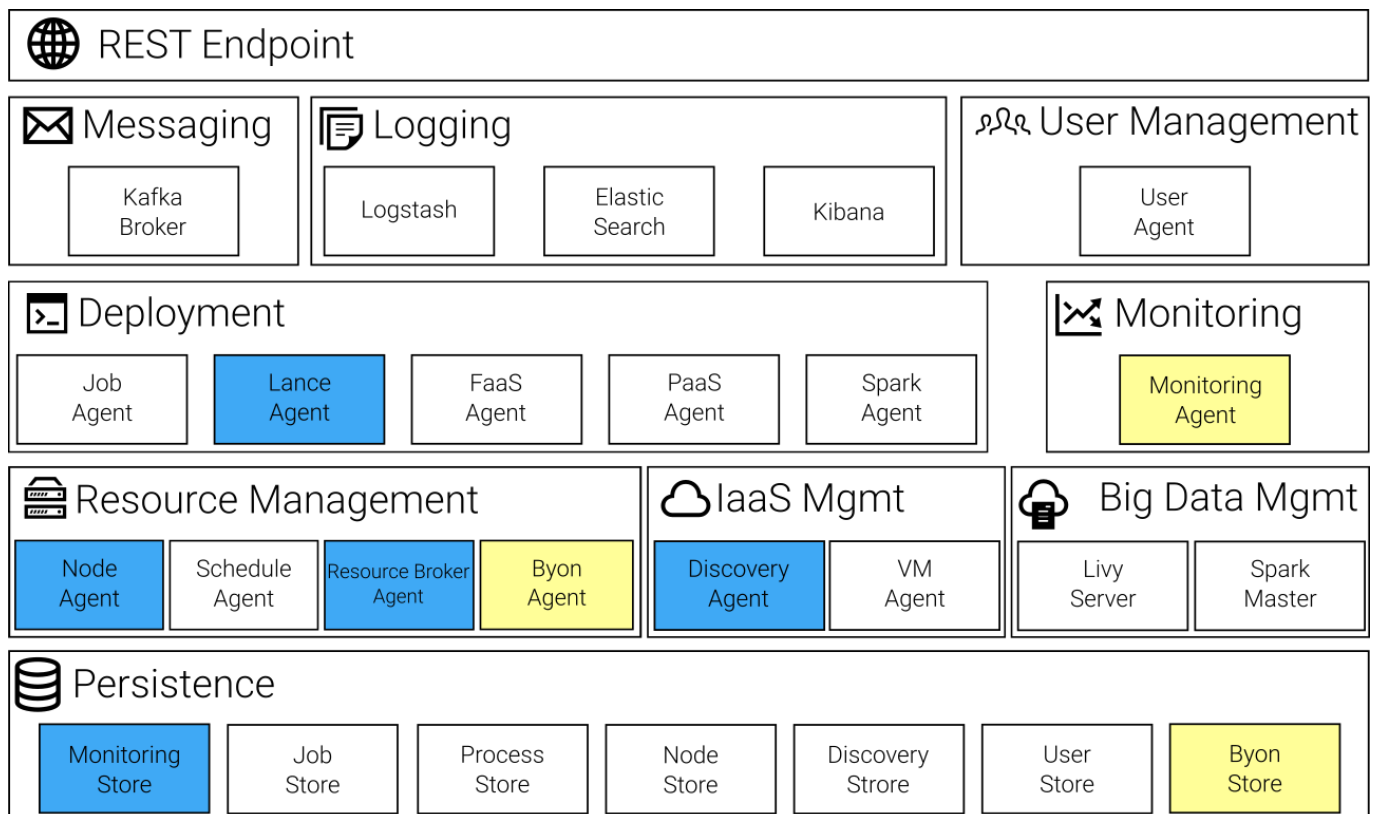 REST Endpoint
Messaging
Logging
User Management
Kafka
Broker
Logstash
Elastic
Search
Kibana
User
Agent
Deployment
Monitoring
Job
Agent
Lance
Agent
FaaS
Agent
PaaS
Agent
Spark
Agent
Monitoring
Agent
Resource Management
IaaS Mgmt
Big Data Mgmt
Node
Agent
Schedule
Agent
Resource Broker
Agent
Byon
Agent
Discovery
Agent
VM
Agent
Livy
Server
Spark
Master
Persistence
Monitoring
Store
Job
Store
Process
Store
Node
Store
Discovery
Strore
User
Store
Byon
Store